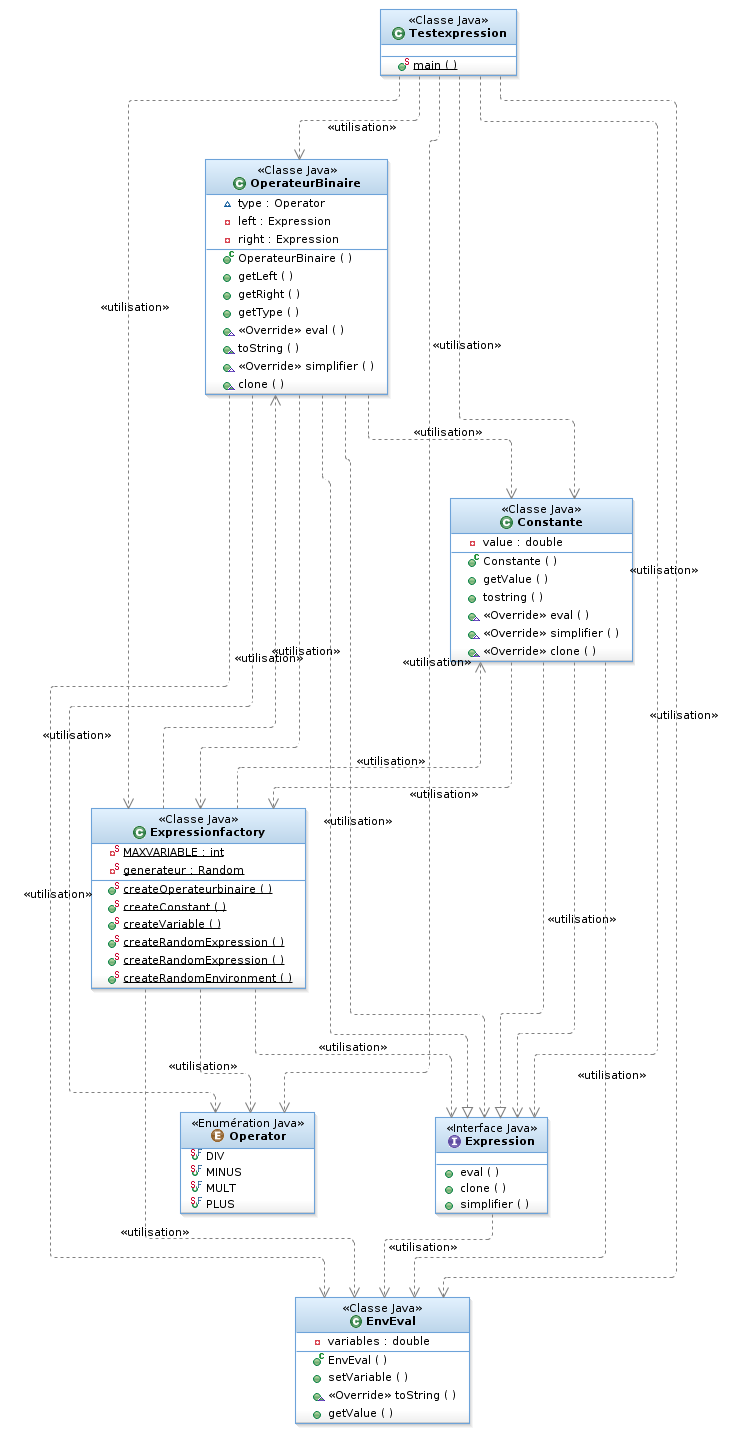 «Classe Java»
Testexpression
main ( )
«utilisation»
«Classe Java»
OperateurBinaire
type : Operator
left : Expression
right : Expression
OperateurBinaire ( )
getLeft ( )
getRight ( )
getType ( )
«Override» eval ( )
toString ( )
«Override» simplifier ( )
clone ( )
«utilisation»
«utilisation»
«utilisation»
«Classe Java»
Constante
value : double
Constante ( )
getValue ( )
tostring ( )
«Override» eval ( )
«Override» simplifier ( )
«Override» clone ( )
«utilisation»
«utilisation»
«utilisation»
«utilisation»
«utilisation»
«utilisation»
«utilisation»
«utilisation»
«Classe Java»
Expressionfactory
MAXVARIABLE : int
generateur : Random
createOperateurbinaire ( )
createConstant ( )
createVariable ( )
createRandomExpression ( )
createRandomExpression ( )
createRandomEnvironment ( )
«utilisation»
«utilisation»
«utilisation»
«utilisation»
«utilisation»
«utilisation»
«Enumération Java»
Operator
DIV
MINUS
MULT
PLUS
«Interface Java»
Expression
eval ( )
clone ( )
simplifier ( )
«utilisation»
«utilisation»
«utilisation»
«Classe Java»
EnvEval
variables : double
EnvEval ( )
setVariable ( )
«Override» toString ( )
getValue ( )